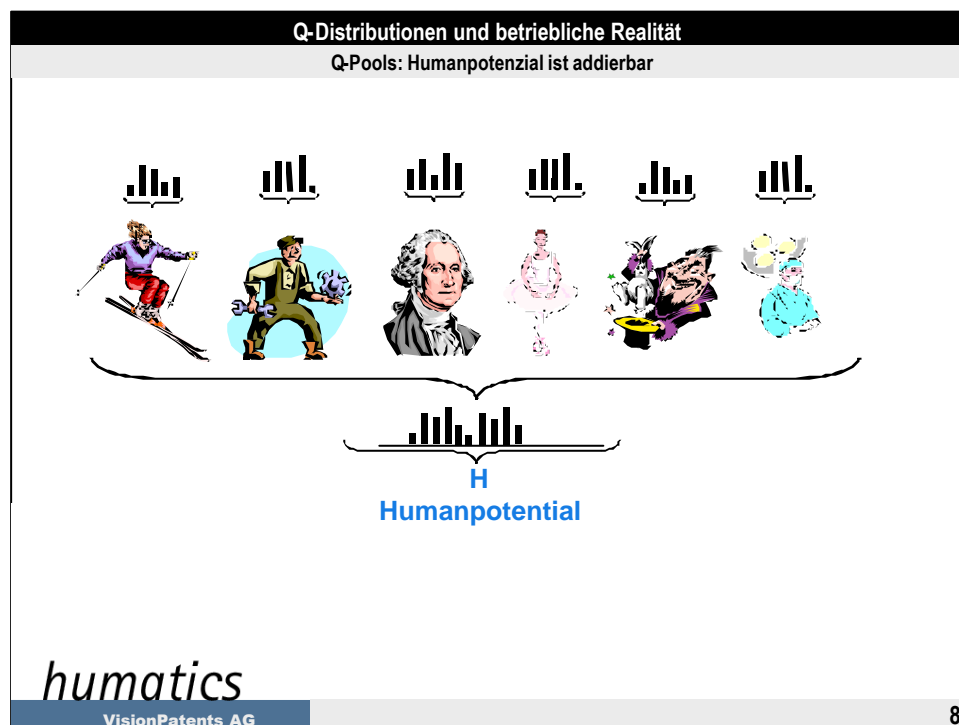 Q-Distributionen und betriebliche Realität
Q-Pools: Humanpotenzial ist addierbar
H
Humanpotential
humatics
VisionPatents AG
8